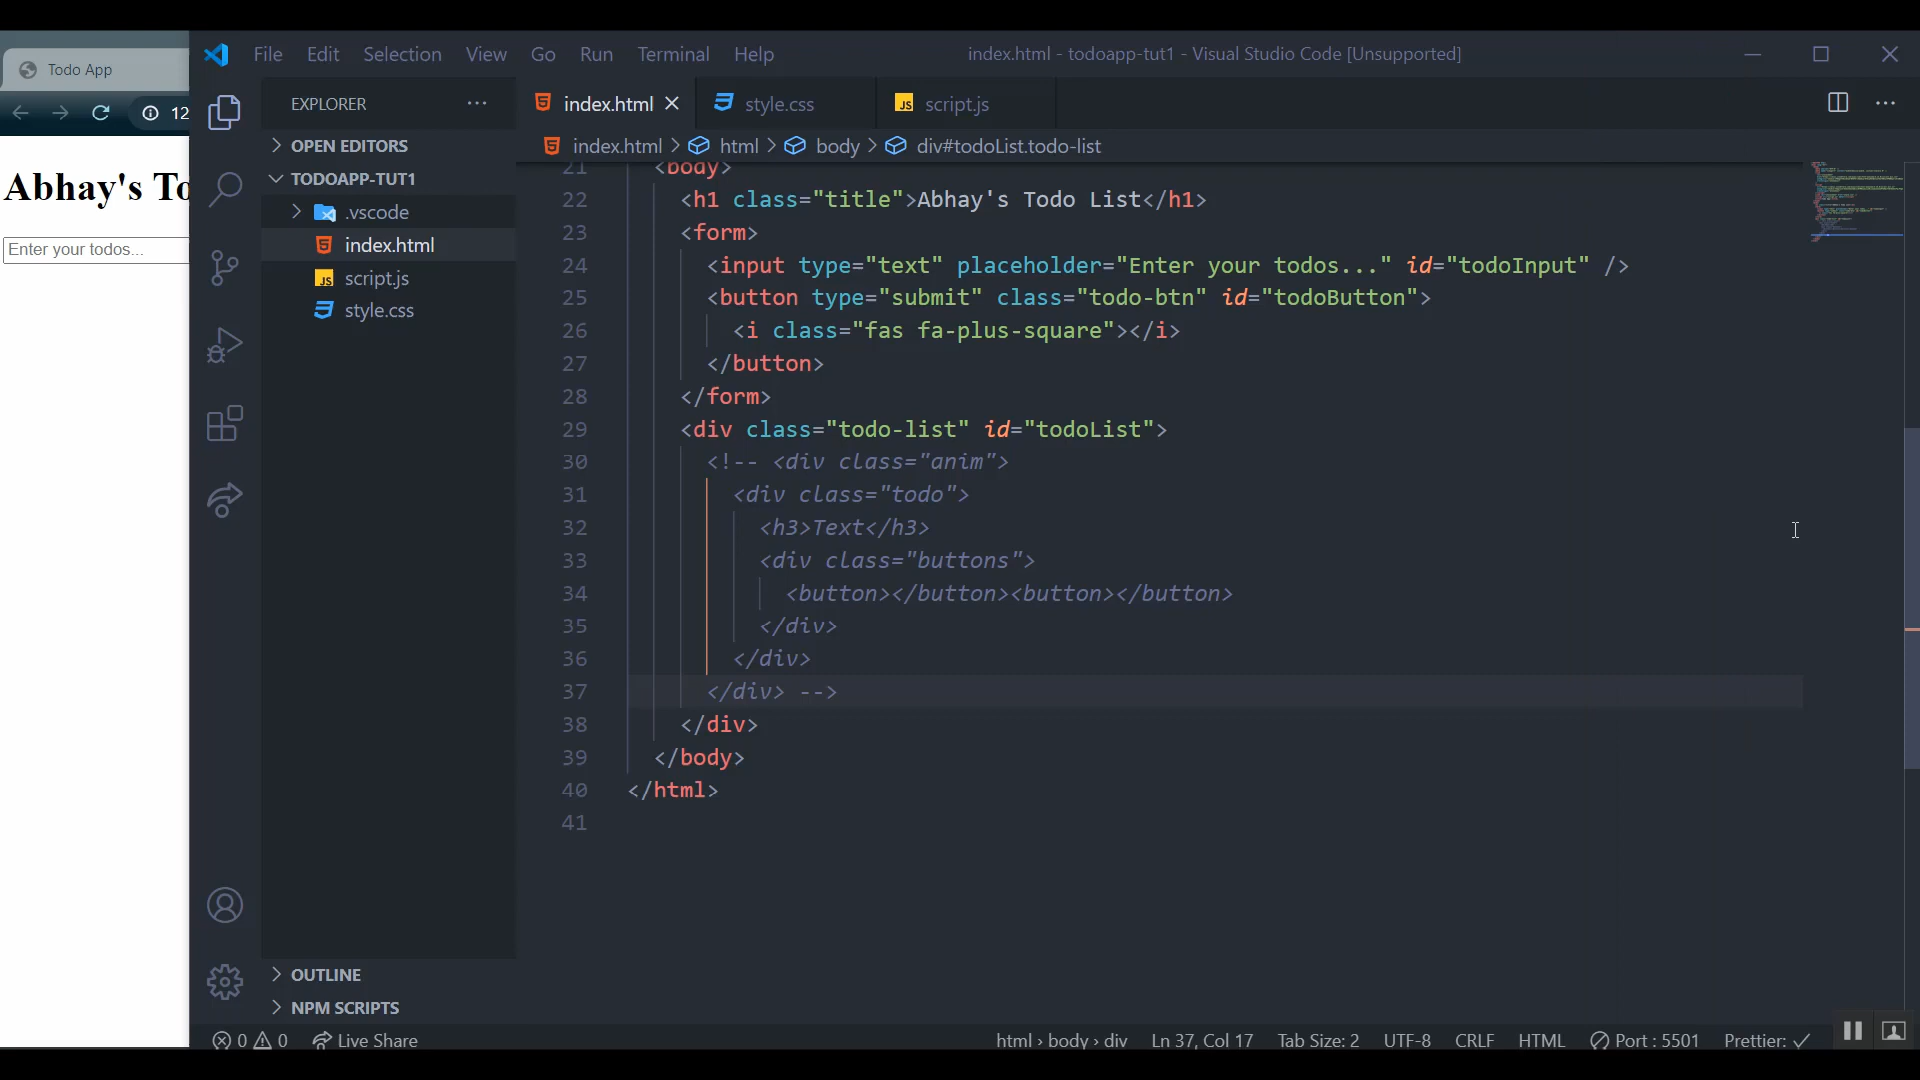 Todo App
12
Abhay's To
Enter your todos...
File Edit Selection View Go Run Terminal Help
index.html - todoapp-tut1 - Visual Studio Code [Unsupported]
EXPLORER
OPEN EDITORS
TODOAPP-TUT1
.vscode
index.html
script.js
style.css
OUTLINE
NPM SCRIPTS
index.html style.css script.js
index.html > html > body > div#todoList.todo-list
21 <body>
22 <h1 class="title">Abhay's Todo List</h1>
23 <form>
24 <input type="text" placeholder="Enter your todos..." id="todoInput" />
25 <button type="submit" class="todo-btn" id="todoButton">
26 <i class="fas fa-plus-square"></i>
27 </button>
28 </form>
29 <div class="todo-list" id="todoList">
30 <!-- <div class="anim">
31 <div class="todo">
32 <h3>Text</h3>
33 <div class="buttons">
34 <button></button><button></button>
35 </div>
36 </div>
37 </div> -->
38 </div>
39 </body>
40 </html>
41
0 0 Live Share html › body › div Ln 37, Col 17 Tab Size: 2 UTF-8 CRLF HTML Port : 5501 Prettier: ✓